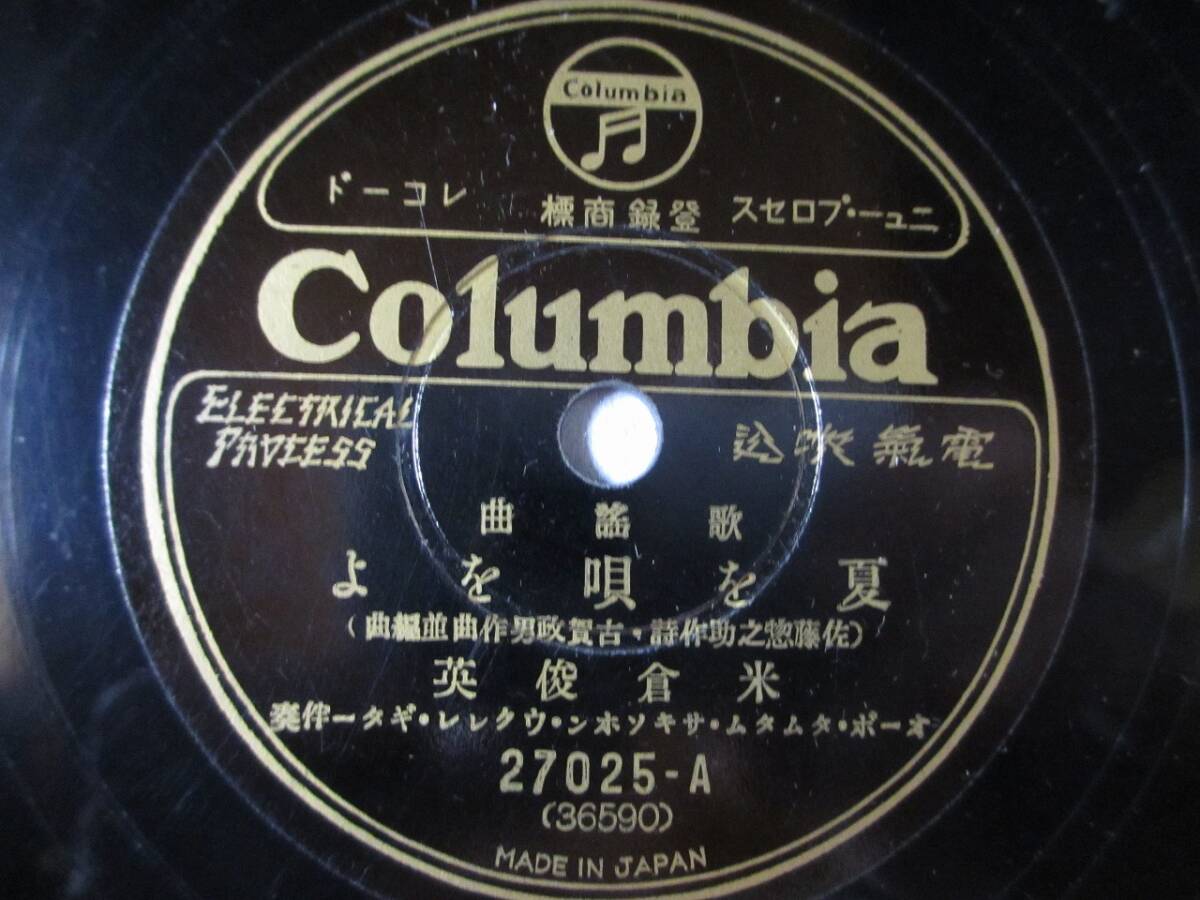 Columbia
ニュー・プロセス 登録商標 レコード
Columbia
ELECTRICAL
PROCESS
電氣吹込
歌謠曲
夏を唄をよ
(佐藤惣之助作詩・古賀政男作曲並編曲)
米倉俊英
オーボ・タムタム・サキソホン・ウクレレ・ギター伴奏
27025-A
(36590)
MADE IN JAPAN